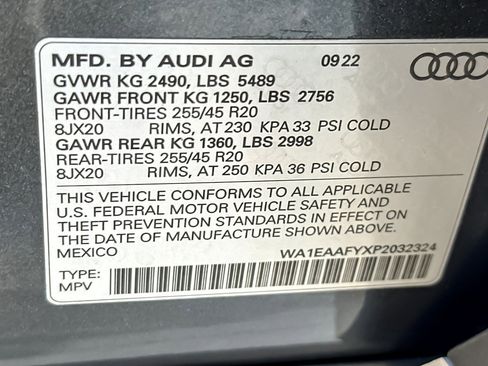 MFD. BY AUDI AG 09 22
GVWR KG 2490, LBS 5489
GAWR FRONT KG 1250, LBS 2756
FRONT-TIRES 255/45 R20
8JX20 RIMS, AT 230 KPA 33 PSI COLD
GAWR REAR KG 1360, LBS 2998
REAR-TIRES 255/45 R20
8JX20 RIMS, AT 250 KPA 36 PSI COLD
THIS VEHICLE CONFORMS TO ALL APPLICABLE
U.S. FEDERAL MOTOR VEHICLE SAFETY AND
THEFT PREVENTION STANDARDS IN EFFECT ON
THE DATE OF MANUFACTURE SHOWN ABOVE.
MEXICO WA1EAAFYXP2032324
TYPE:
MPV